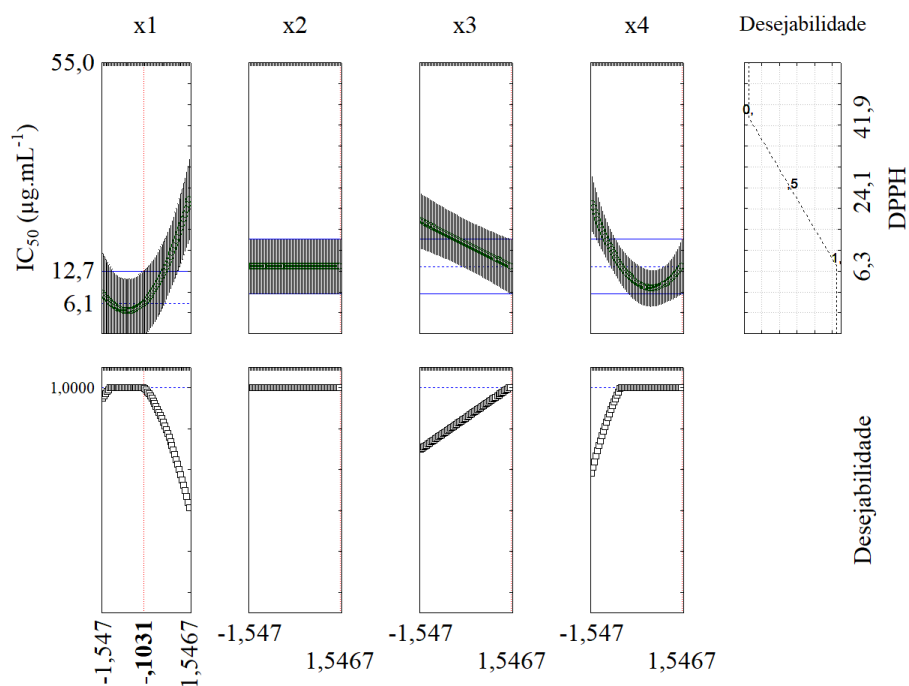 x1
x2
x3
x4
Desejabilidade
55,0
12,7
6,1
IC50 (µg.mL-1)
0,
,5
1,
41,9
24,1
6,3
DPPH
1,0000
Desejabilidade
-1,547
-,1031
1,5467
-1,547
1,5467
-1,547
1,5467
-1,547
1,5467